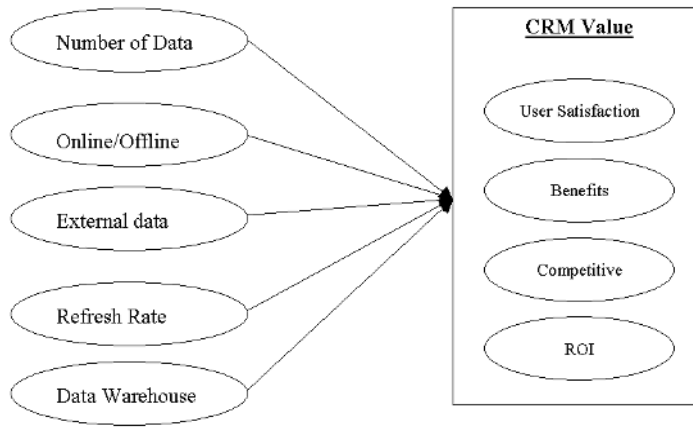 Number of Data
Online/Offline
External data
Refresh Rate
Data Warehouse
CRM Value
User Satisfaction
Benefits
Competitive
ROI